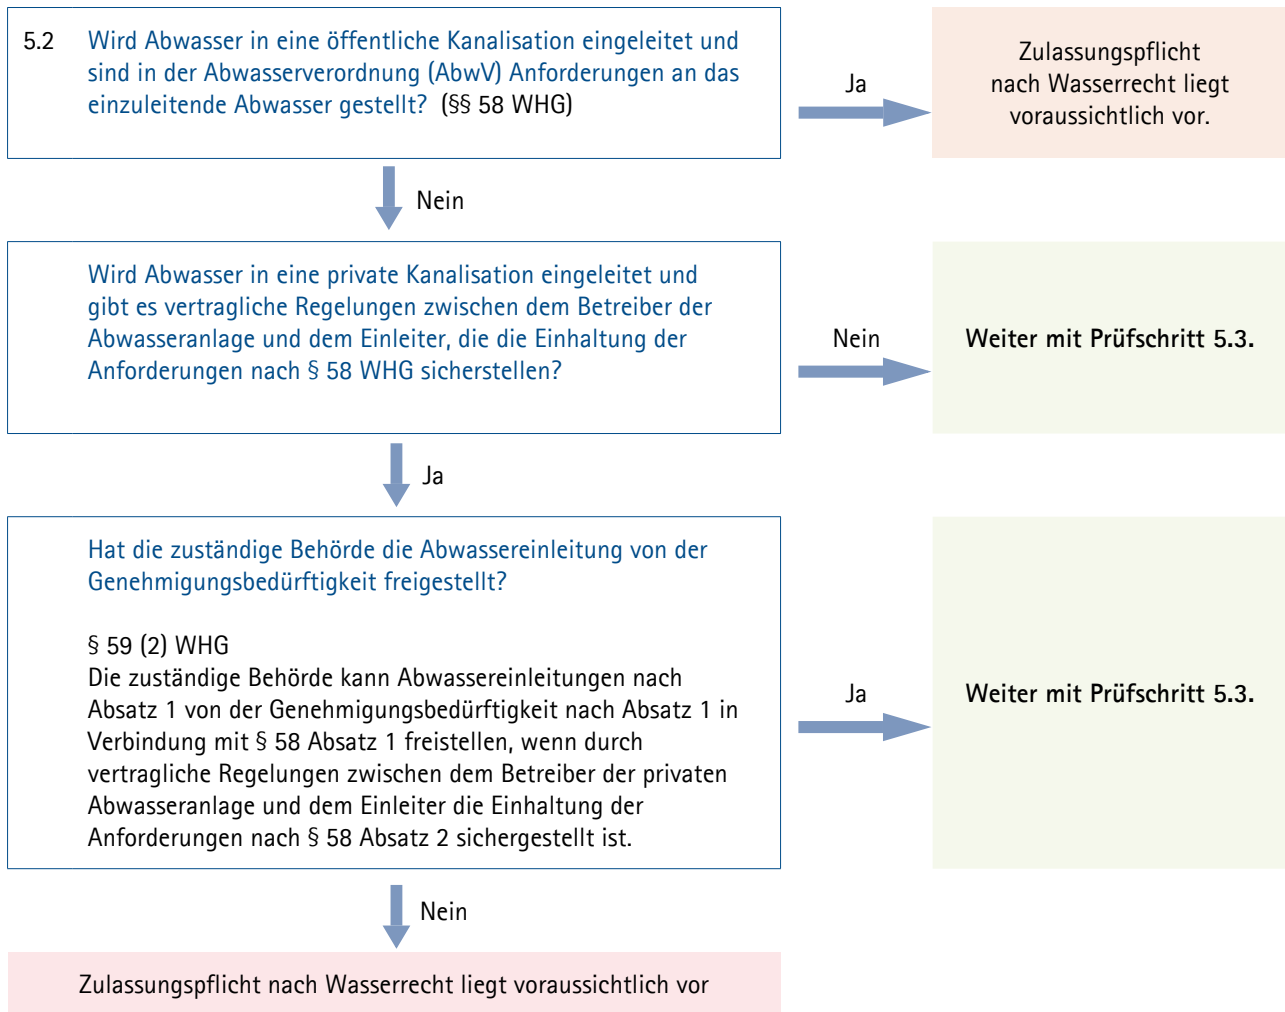 5.2 Wird Abwasser in eine öffentliche Kanalisation eingeleitet und
sind in der Abwasserverordnung (AbwV) Anforderungen an das
einzuleitende Abwasser gestellt? (§§ 58 WHG)
Ja
Zulassungspflicht
nach Wasserrecht liegt
voraussichtlich vor.
Nein
Wird Abwasser in eine private Kanalisation eingeleitet und
gibt es vertragliche Regelungen zwischen dem Betreiber der
Abwasseranlage und dem Einleiter, die die Einhaltung der
Anforderungen nach § 58 WHG sicherstellen?
Nein
Weiter mit Prüfschritt 5.3.
Ja
Hat die zuständige Behörde die Abwassereinleitung von der
Genehmigungsbedürftigkeit freigestellt?
§ 59 (2) WHG
Die zuständige Behörde kann Abwassereinleitungen nach
Absatz 1 von der Genehmigungsbedürftigkeit nach Absatz 1 in
Verbindung mit § 58 Absatz 1 freistellen, wenn durch
vertragliche Regelungen zwischen dem Betreiber der privaten
Abwasseranlage und dem Einleiter die Einhaltung der
Anforderungen nach § 58 Absatz 2 sichergestellt ist.
Ja
Weiter mit Prüfschritt 5.3.
Nein
Zulassungspflicht nach Wasserrecht liegt voraussichtlich vor